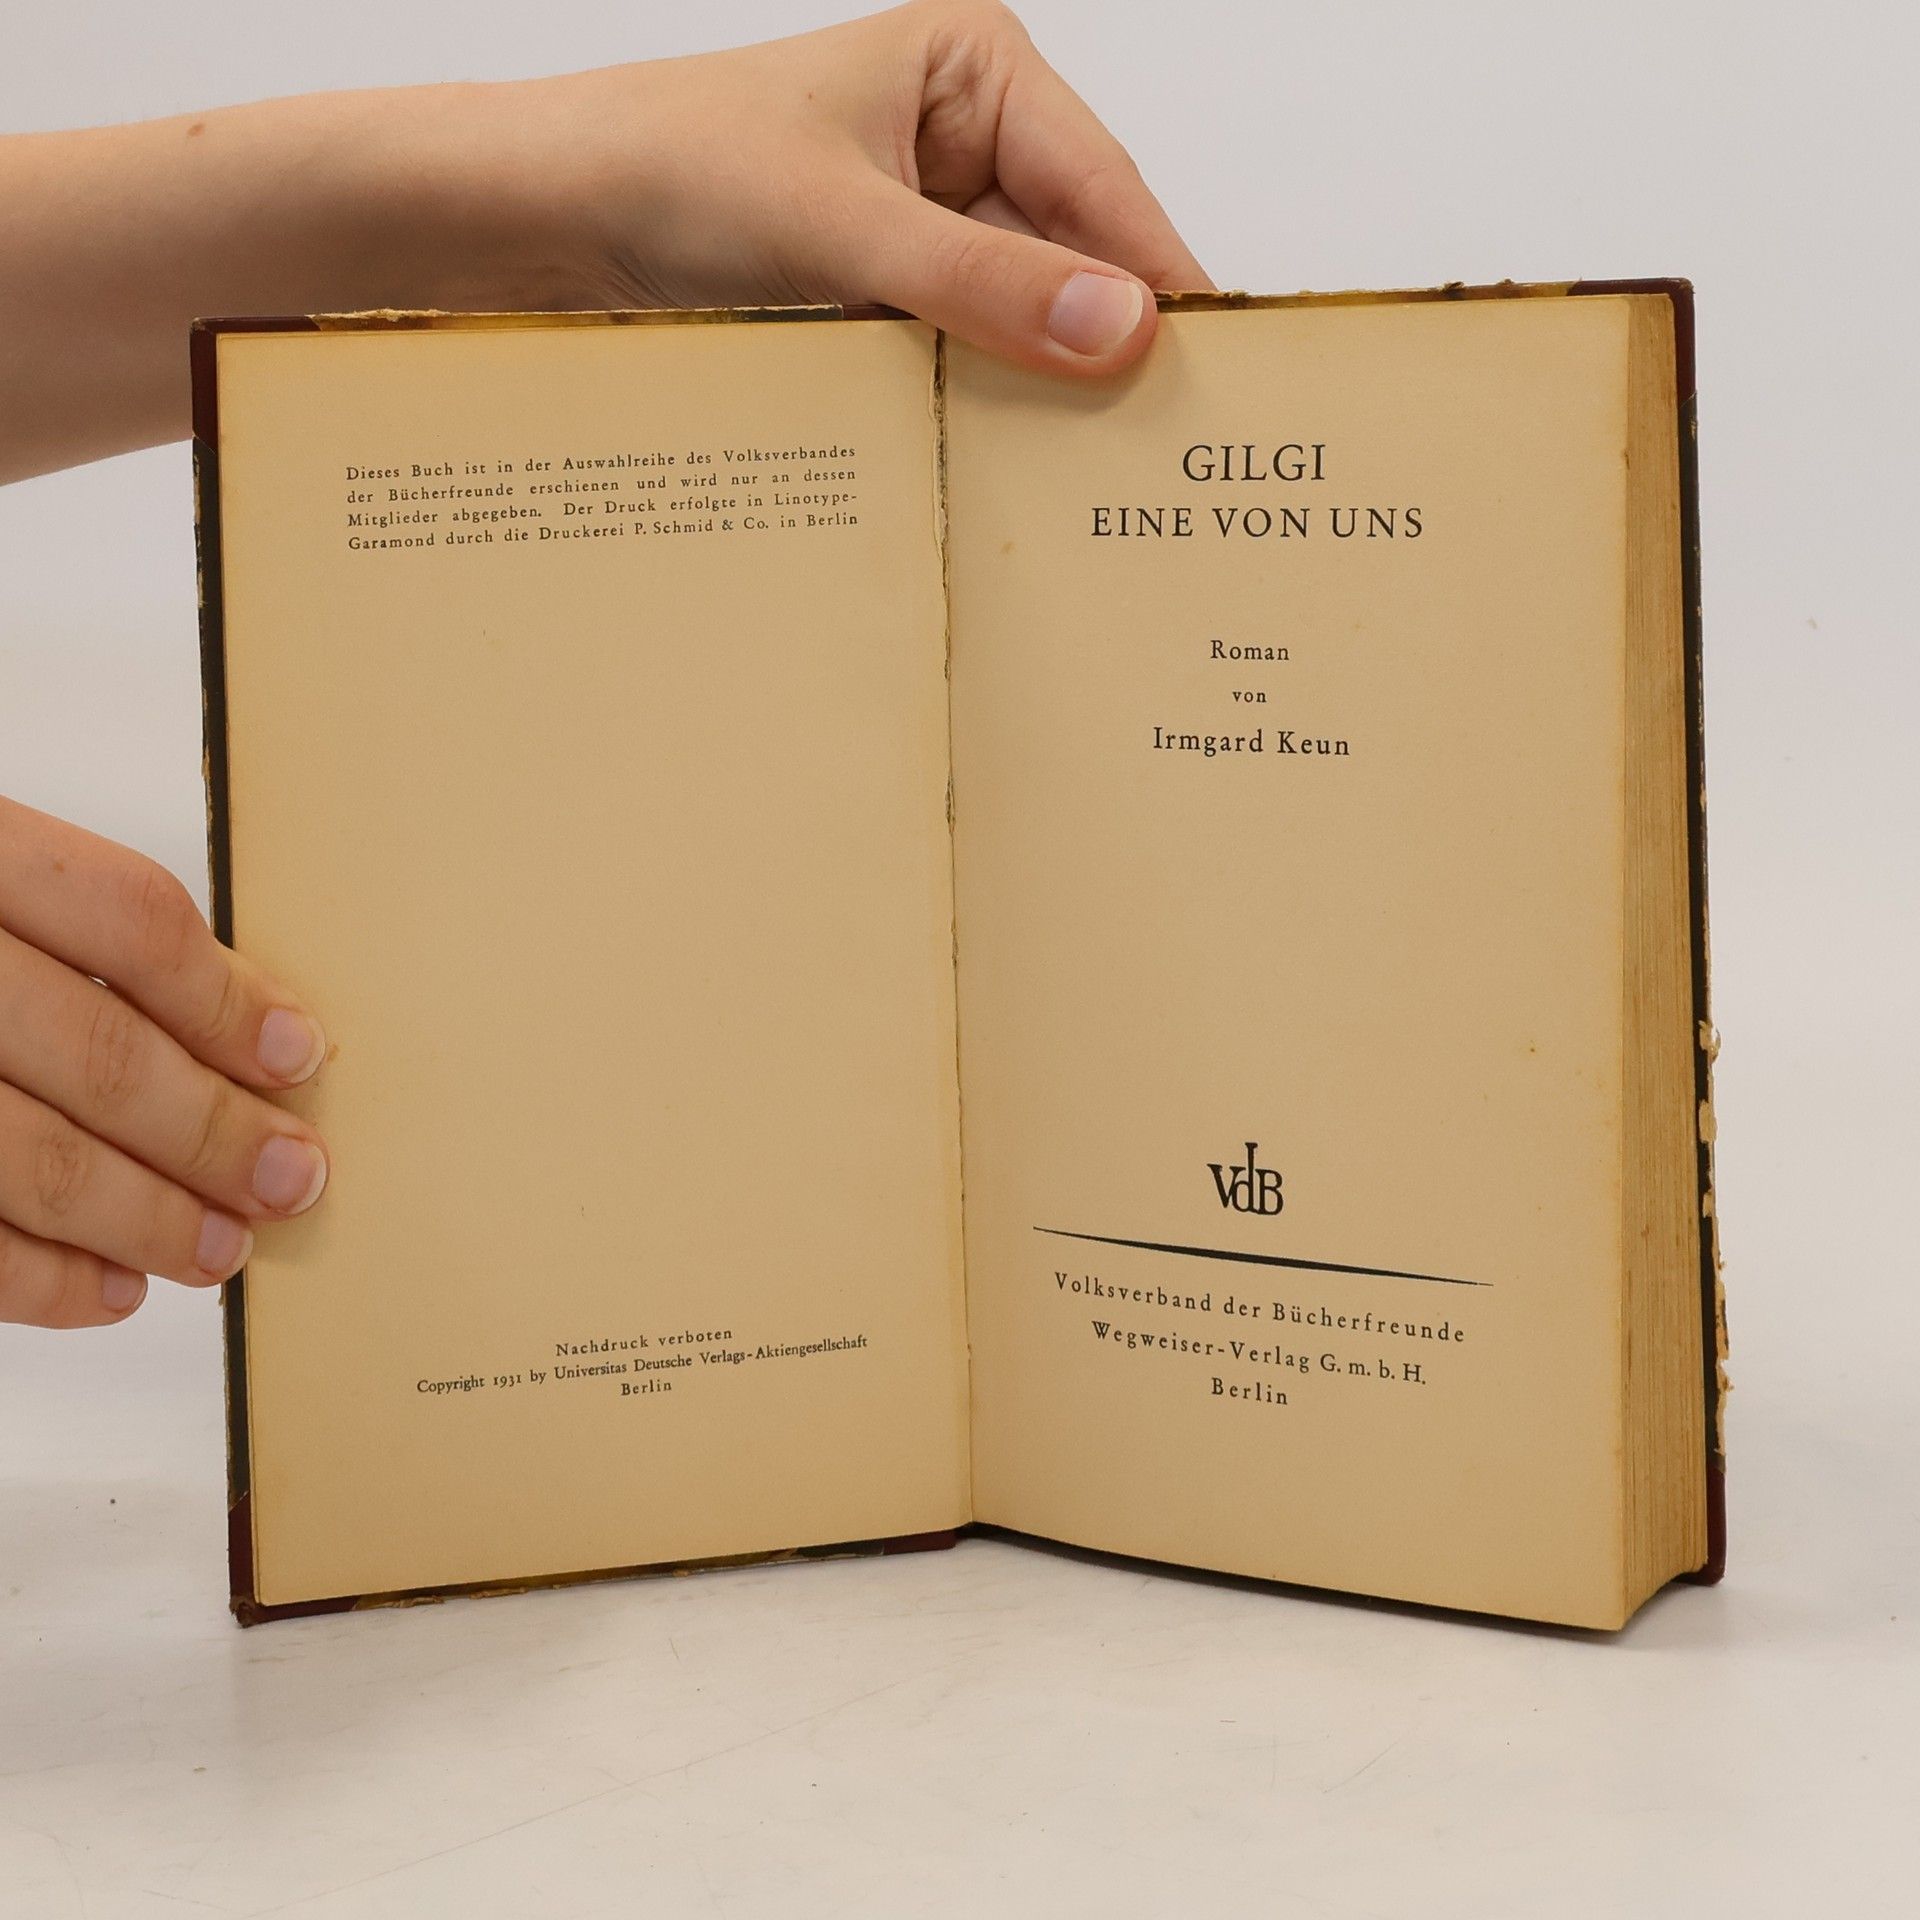 Dieses Buch ist in der Auswahlreihe des Volksverbandes
der Bücherfreunde erschienen und wird nur an dessen
Mitglieder abgegeben. Der Druck erfolgte in Linotype-
Garamond durch die Druckerei P. Schmid & Co. in Berlin
Nachdruck verboten
Copyright 1931 by Universitas Deutsche Verlags-Aktiengesellschaft
Berlin
GILGI
EINE VON UNS
Roman
von
Irmgard Keun
VdB
Volksverband der Bücherfreunde
Wegweiser-Verlag G. m. b. H.
Berlin